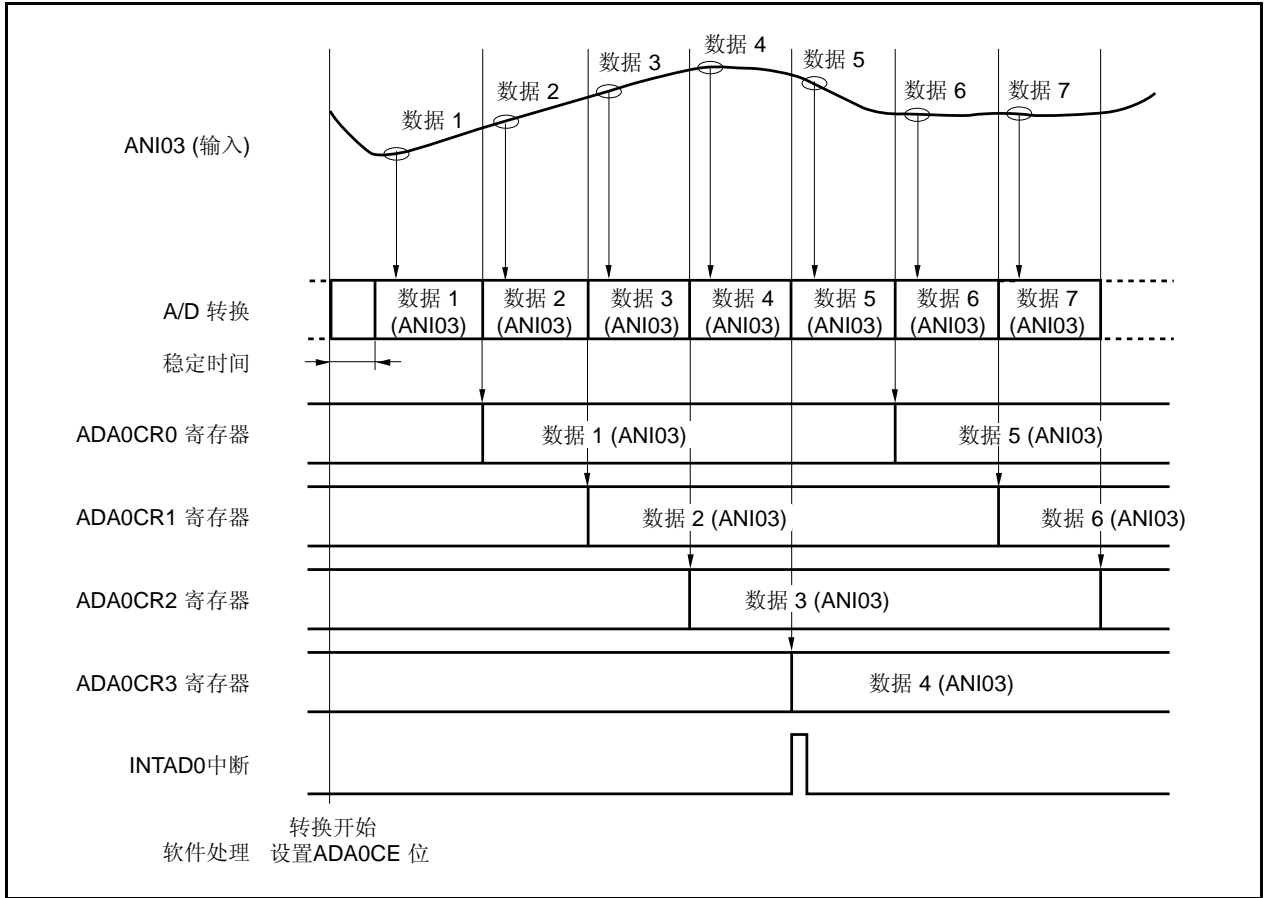 数据 1
数据 2
数据 3
数据 4
数据 5
数据 6
数据 7
ANI03 (输入)
A/D 转换
数据 1
(ANI03)
数据 2
(ANI03)
数据 3
(ANI03)
数据 4
(ANI03)
数据 5
(ANI03)
数据 6
(ANI03)
数据 7
(ANI03)
稳定时间
ADA0CR0 寄存器
数据 1 (ANI03)
数据 5 (ANI03)
ADA0CR1 寄存器
数据 2 (ANI03)
数据 6 (ANI03)
ADA0CR2 寄存器
数据 3 (ANI03)
ADA0CR3 寄存器
数据 4 (ANI03)
INTAD0中断
软件处理
转换开始
设置ADA0CE 位